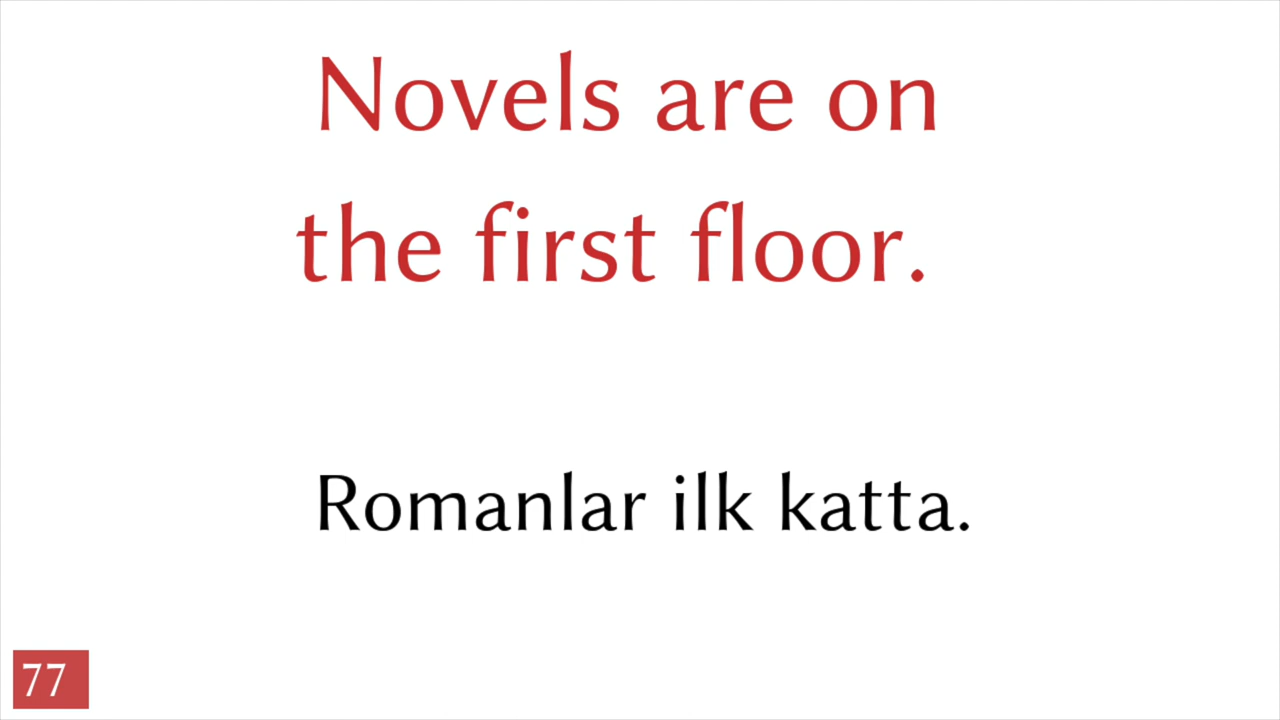 Novels are on
the first floor.
Romanlar ilk katta.
77